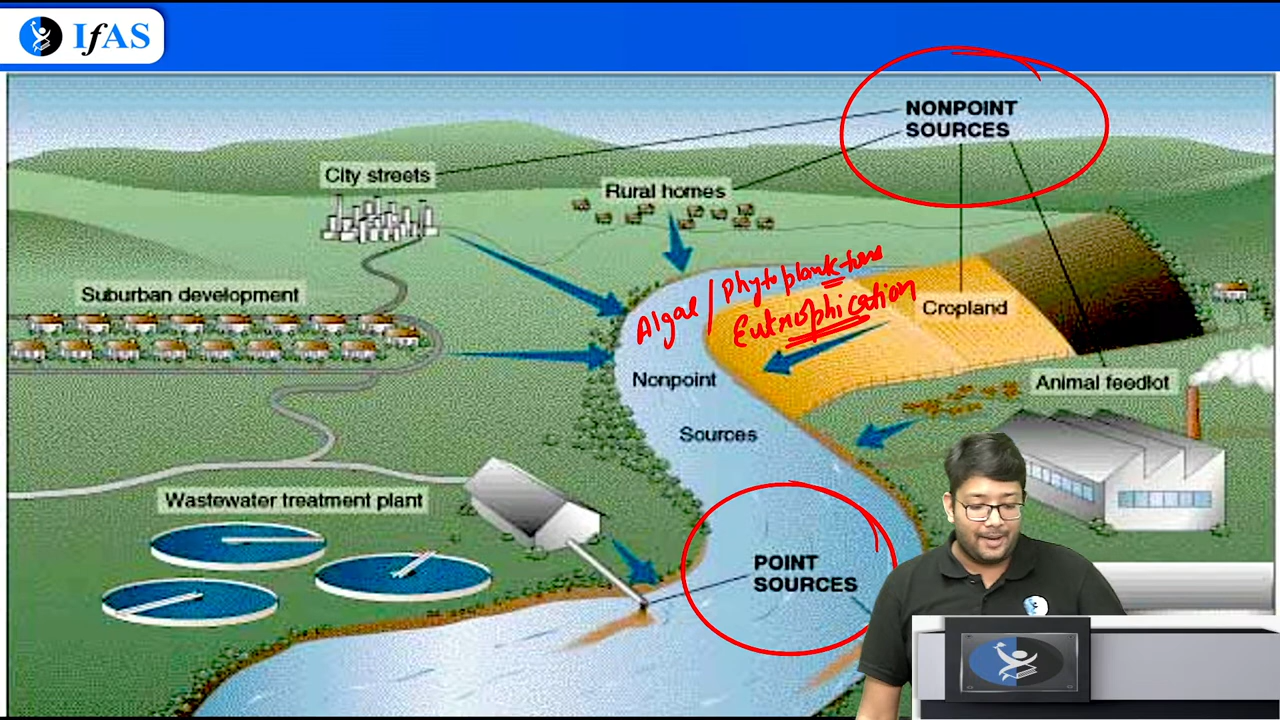 IfAS
NONPOINT
SOURCES
City streets
Rural homes
Suburban development
Algae / Phytoplanktons
Eutrophication
Cropland
Nonpoint
Sources
Animal feedlot
Wastewater treatment plant
POINT
SOURCES